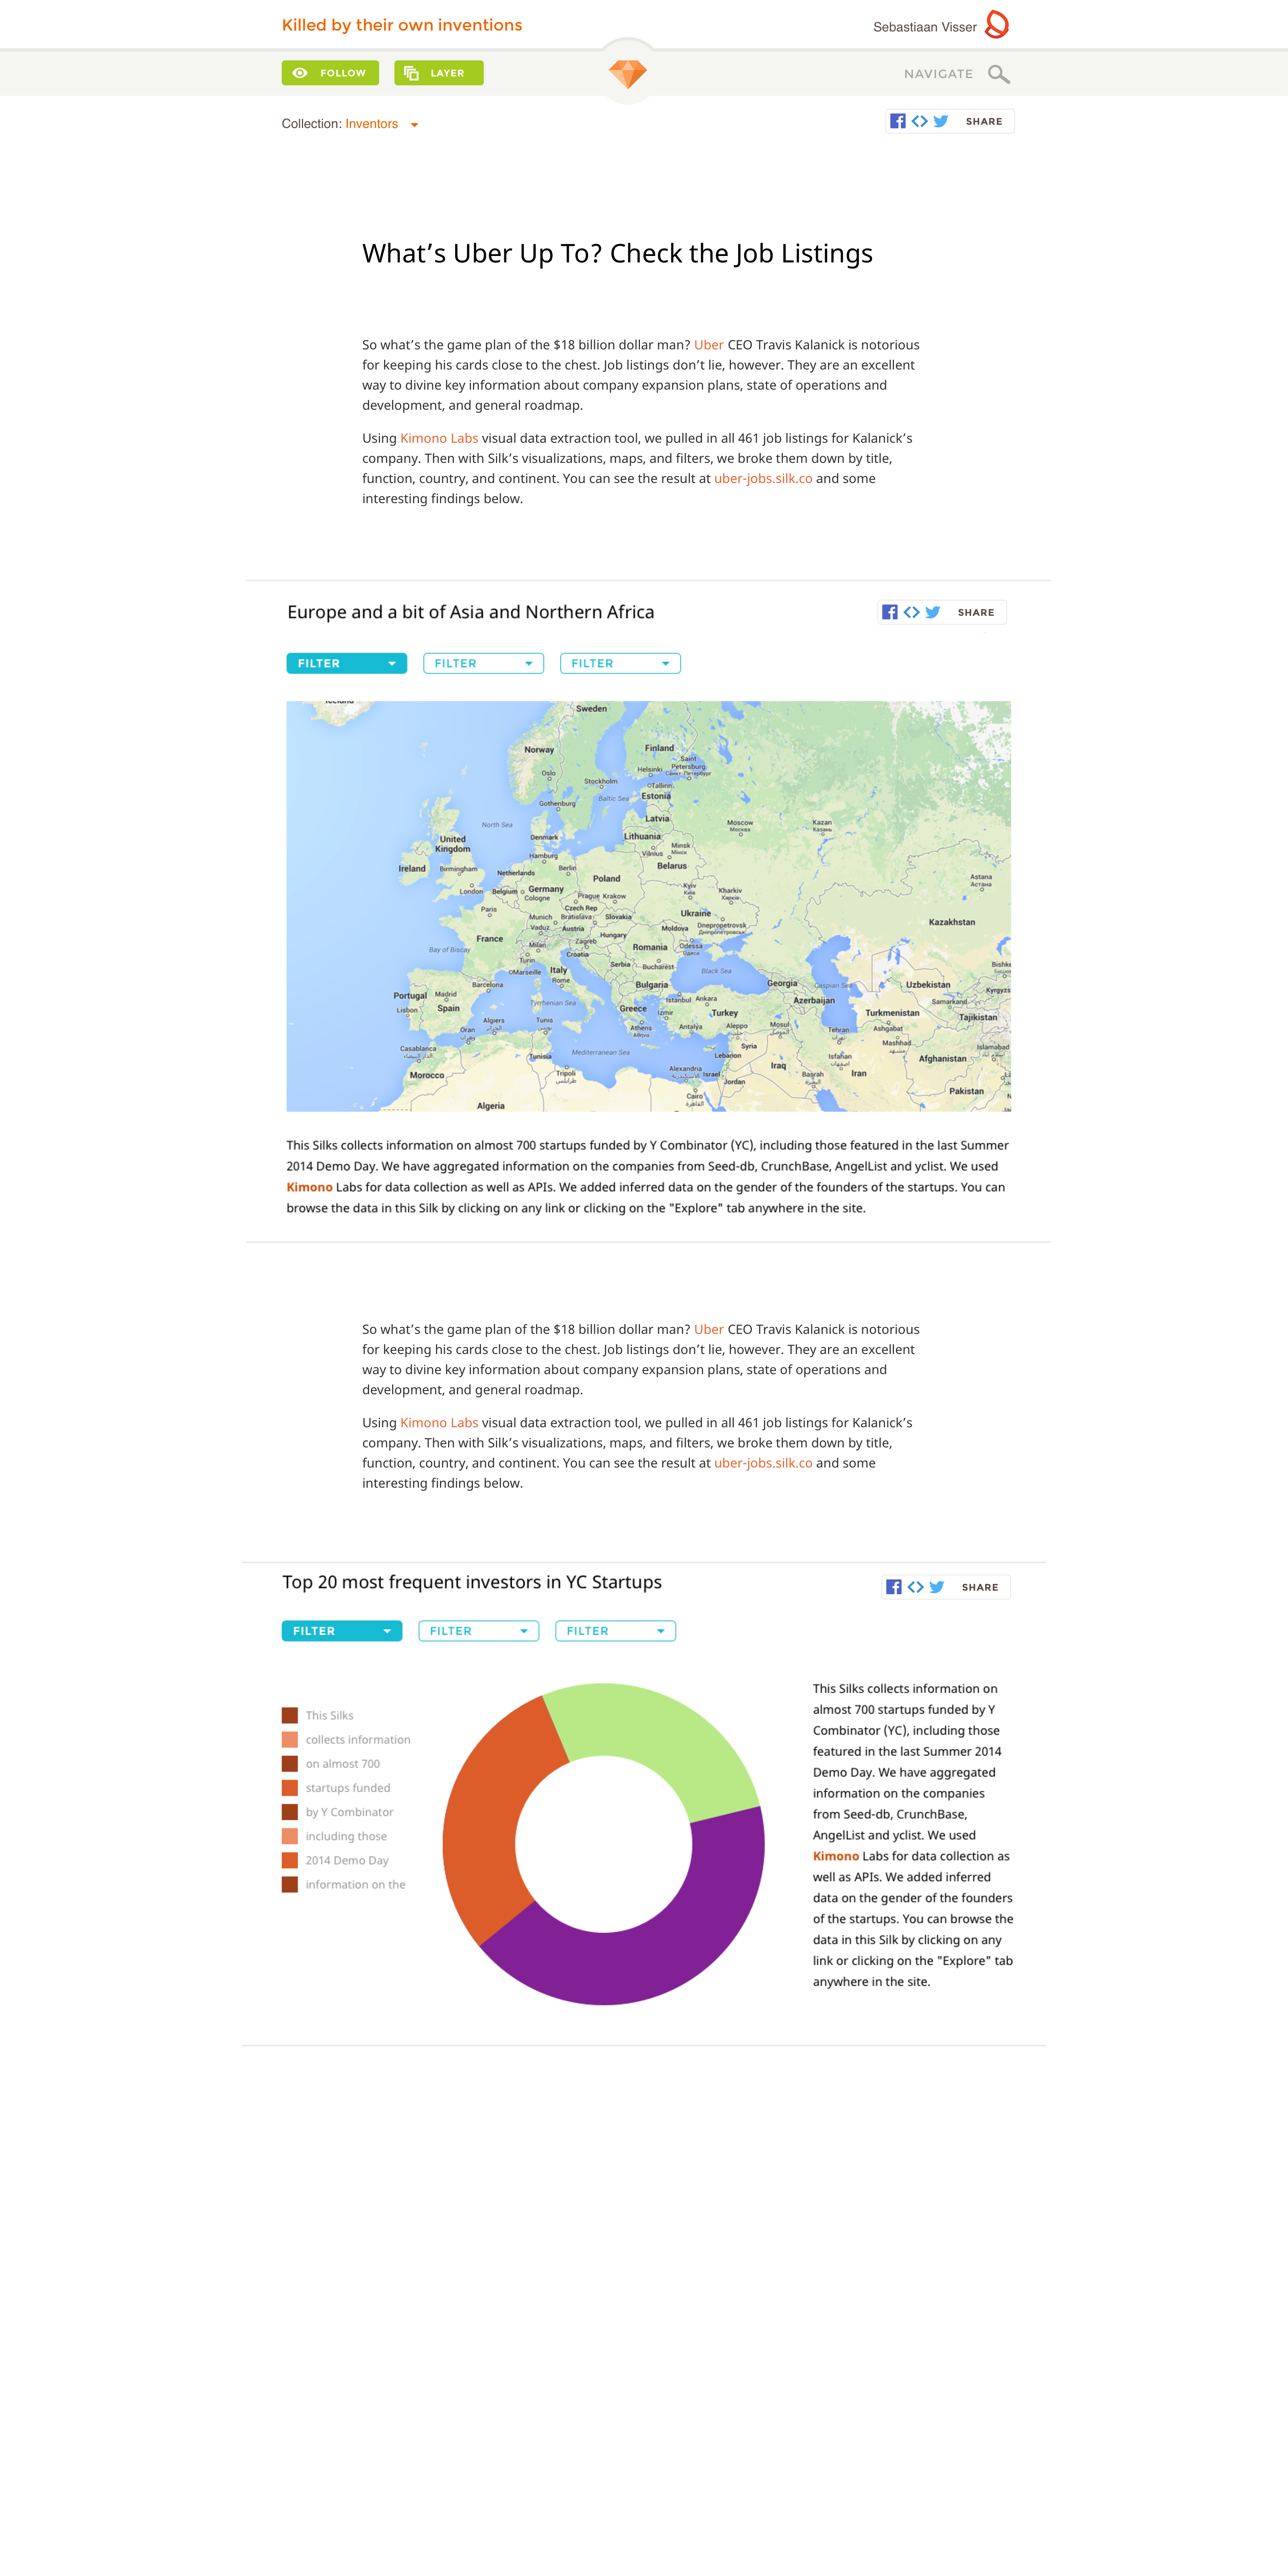 Killed by their own inventions
Sebastiaan Visser
FOLLOW
LAYER
NAVIGATE
Collection: Inventors
SHARE
What’s Uber Up To? Check the Job Listings
So what’s the game plan of the $18 billion dollar man? Uber CEO Travis Kalanick is notorious
for keeping his cards close to the chest. Job listings don’t lie, however. They are an excellent
way to divine key information about company expansion plans, state of operations and
development, and general roadmap.
Using Kimono Labs visual data extraction tool, we pulled in all 461 job listings for Kalanick’s
company. Then with Silk’s visualizations, maps, and filters, we broke them down by title,
function, country, and continent. You can see the result at uber-jobs.silk.co and some
interesting findings below.
Europe and a bit of Asia and Northern Africa
SHARE
FILTER
FILTER
FILTER
Sweden
Norway
Finland
Saint
Petersburg
Санкт-Петербург
Helsinki
Oslo
Tallinn
Stockholm
Estonia
Baltic Sea
Gothenburg
Latvia
North Sea
Moscow
Москва
Kazan
Казань
United
Kingdom
Denmark
Lithuania
Minsk
Мінск
Vilnius
Hamburg
Ireland
Birmingham
Netherlands
Berlin
Belarus
Poland
Astana
Астана
London
Belgium
Germany
Cologne
Kyiv
Київ
Kharkiv
Харків
Prague
Krakow
Paris
Czech Rep
Munich
Bratislava
Slovakia
Ukraine
Kazakhstan
Vaduz
Austria
Moldova
Dnepropetrovsk
Дніпропетровськ
France
Zagreb
Hungary
Milan
Romania
Odessa
Одеса
Bay of Biscay
Croatia
Turin
Serbia
Bucharest
Marseille
Italy
Black Sea
Bishke
Rome
Barcelona
Bulgaria
Georgia
Caspian Sea
Uzbekistan
Kyrgyzs
Portugal
Madrid
Istanbul
Ankara
Azerbaijan
Samarkand
Tyrrhenian Sea
Lisbon
Spain
Greece
Izmir
Turkey
Turkmenistan
Tajikistan
Algiers
الجزائر
Tunis
تونس
Oran
وهران
Athens
Αθήνα
Antalya
Aleppo
Mosul
الموصل
Tehran
تهران
Ashgabat
Casablanca
الدار البيضاء
Mashhad
مشهد
Islamabad
Tunisia
Mediterranean Sea
Syria
Lebanon
Isfahan
اصفهان
Afghanistan
Iraq
Iran
Morocco
Tripoli
طرابلس
Alexandria
الإسكندرية
Israel
Basrah
البصرة
Jordan
Cairo
القاهرة
Pakistan
Algeria
This Silks collects information on almost 700 startups funded by Y Combinator (YC), including those featured in the last Summer
2014 Demo Day. We have aggregated information on the companies from Seed-db, CrunchBase, AngelList and yclist. We used
Kimono Labs for data collection as well as APIs. We added inferred data on the gender of the founders of the startups. You can
browse the data in this Silk by clicking on any link or clicking on the "Explore" tab anywhere in the site.
So what’s the game plan of the $18 billion dollar man? Uber CEO Travis Kalanick is notorious
for keeping his cards close to the chest. Job listings don’t lie, however. They are an excellent
way to divine key information about company expansion plans, state of operations and
development, and general roadmap.
Using Kimono Labs visual data extraction tool, we pulled in all 461 job listings for Kalanick’s
company. Then with Silk’s visualizations, maps, and filters, we broke them down by title,
function, country, and continent. You can see the result at uber-jobs.silk.co and some
interesting findings below.
Top 20 most frequent investors in YC Startups
SHARE
FILTER
FILTER
FILTER
This Silks
collects information
on almost 700
startups funded
by Y Combinator
including those
2014 Demo Day
information on the
This Silks collects information on
almost 700 startups funded by Y
Combinator (YC), including those
featured in the last Summer 2014
Demo Day. We have aggregated
information on the companies
from Seed-db, CrunchBase,
AngelList and yclist. We used
Kimono Labs for data collection as
well as APIs. We added inferred
data on the gender of the founders
of the startups. You can browse the
data in this Silk by clicking on any
link or clicking on the "Explore" tab
anywhere in the site.